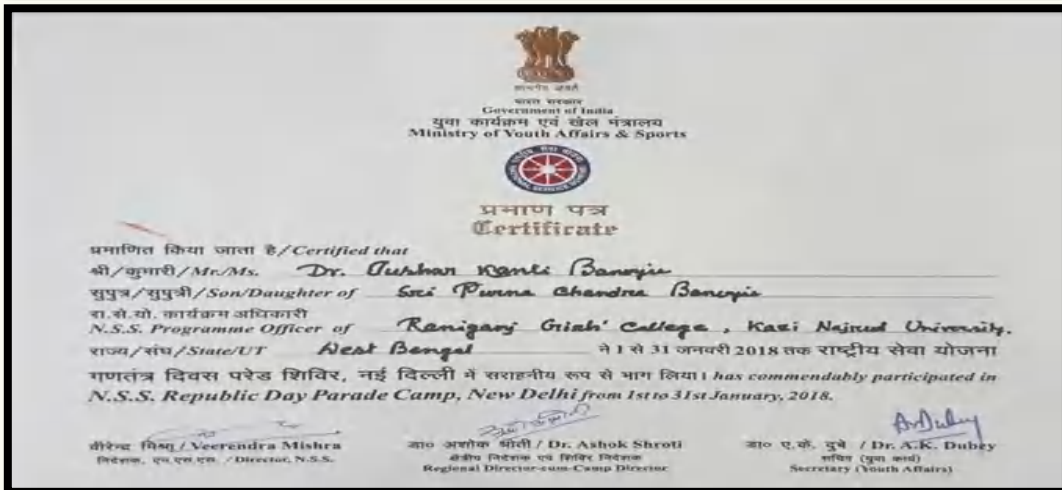 भारत सरकार
Government of India
युवा कार्यक्रम एवं खेल मंत्रालय
Ministry of Youth Affairs & Sports
प्रमाण पत्र
Certificate
प्रमाणित किया जाता है/Certified that
श्री/कुमारी/Mr./Ms. Dr. Tushar Kanti Banerjee
सुपुत्र/सुपुत्री/Son/Daughter of Sri Purna Chandra Banerjee
रा.से.यो. कार्यक्रम अधिकारी
N.S.S. Programme Officer of Raniganj Girls' College, Kazi Nazrul University.
राज्य/संघ/State/UT West Bengal ने 1 से 31 जनवरी 2018 तक राष्ट्रीय सेवा योजना
गणतंत्र दिवस परेड शिविर, नई दिल्ली में सराहनीय रूप से भाग लिया। has commendably participated in
N.S.S. Republic Day Parade Camp, New Delhi from 1st to 31st January, 2018.
वीरेन्द्र मिश्रा / Veerendra Mishra डा० अशोक श्रोती / Dr. Ashok Shroti डा० ए.के. दुबे / Dr. A.K. Dubey
निदेशक, एन.एस.एस. / Director, N.S.S. क्षेत्रीय निदेशक एवं शिविर निदेशक सचिव (युवा कार्य)
Regional Director-cum-Camp Director Secretary (Youth Affairs)